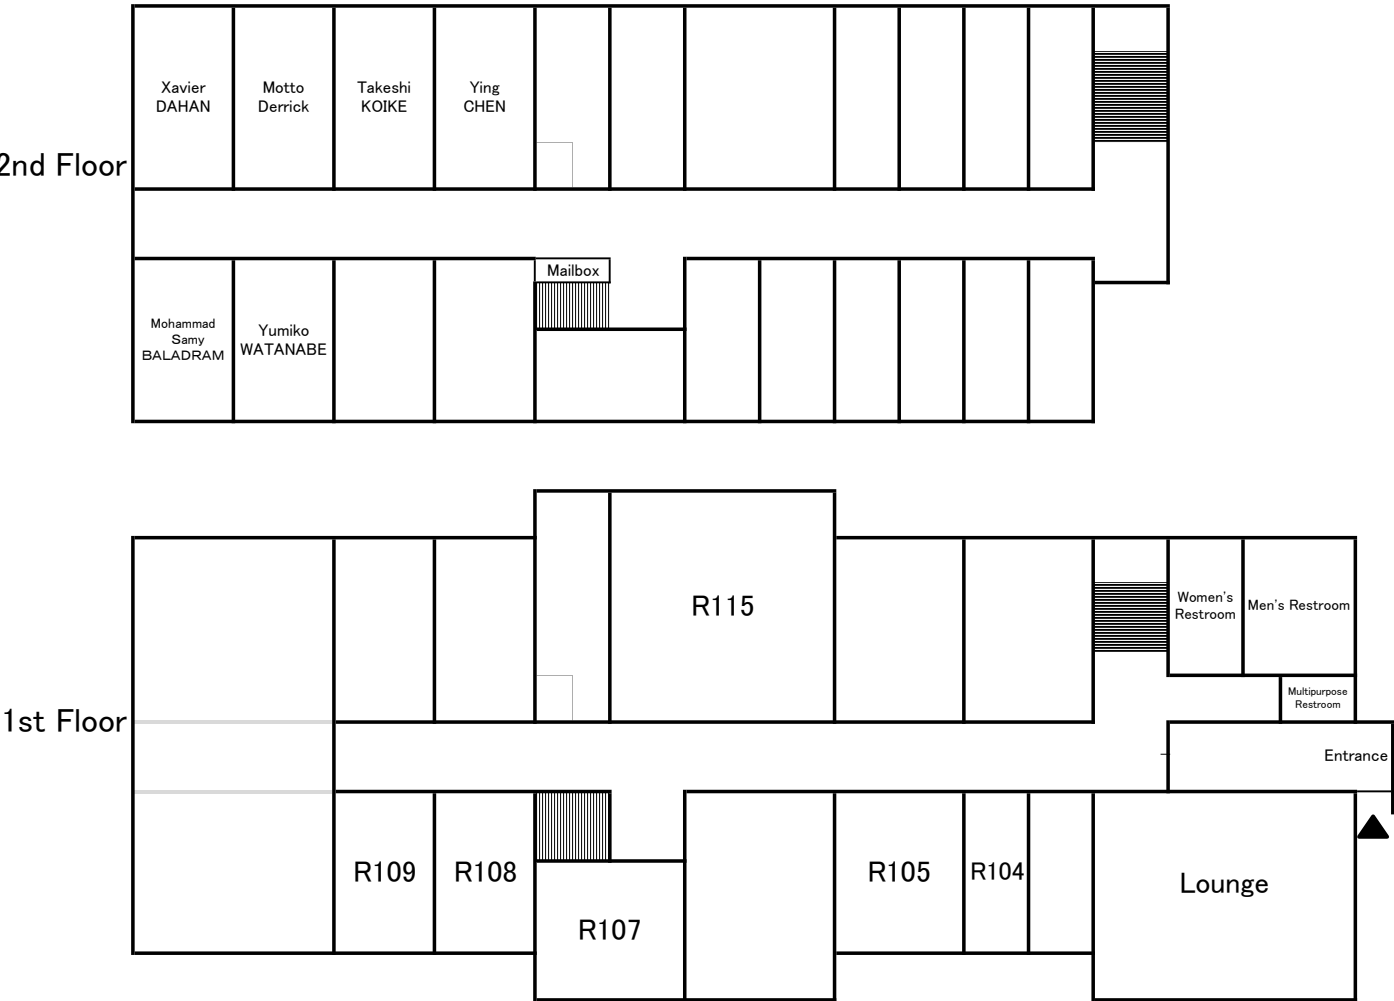 Xavier
DAHAN
Motto
Derrick
Takeshi
KOIKE
Ying
CHEN
2nd Floor
Mailbox
Mohammad
Samy
BALADRAM
Yumiko
WATANABE
R115
Women's
Restroom
Men's Restroom
Multipurpose
Restroom
1st Floor
Entrance
R109
R108
R107
R105
R104
Lounge